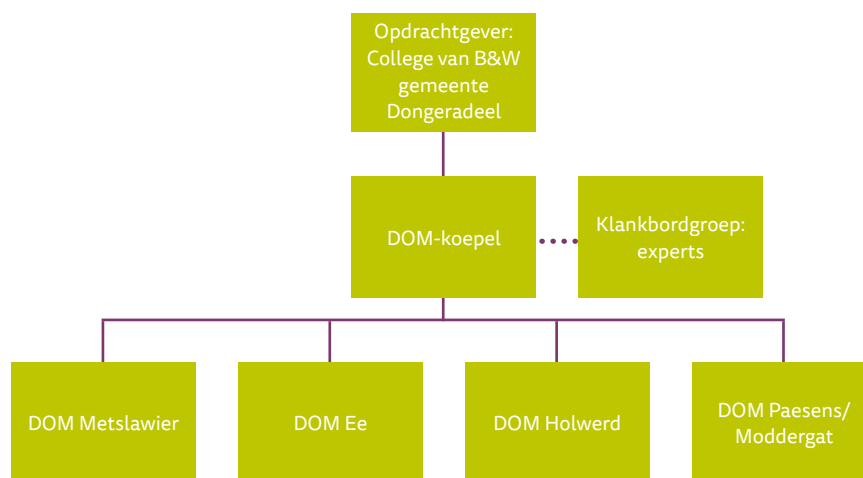 Opdrachtgever:
College van B&W
gemeente
Dongeradeel
DOM-koepel
Klankbordgroep:
experts
DOM Metslawier
DOM Ee
DOM Holwerd
DOM Paesens/
Moddergat